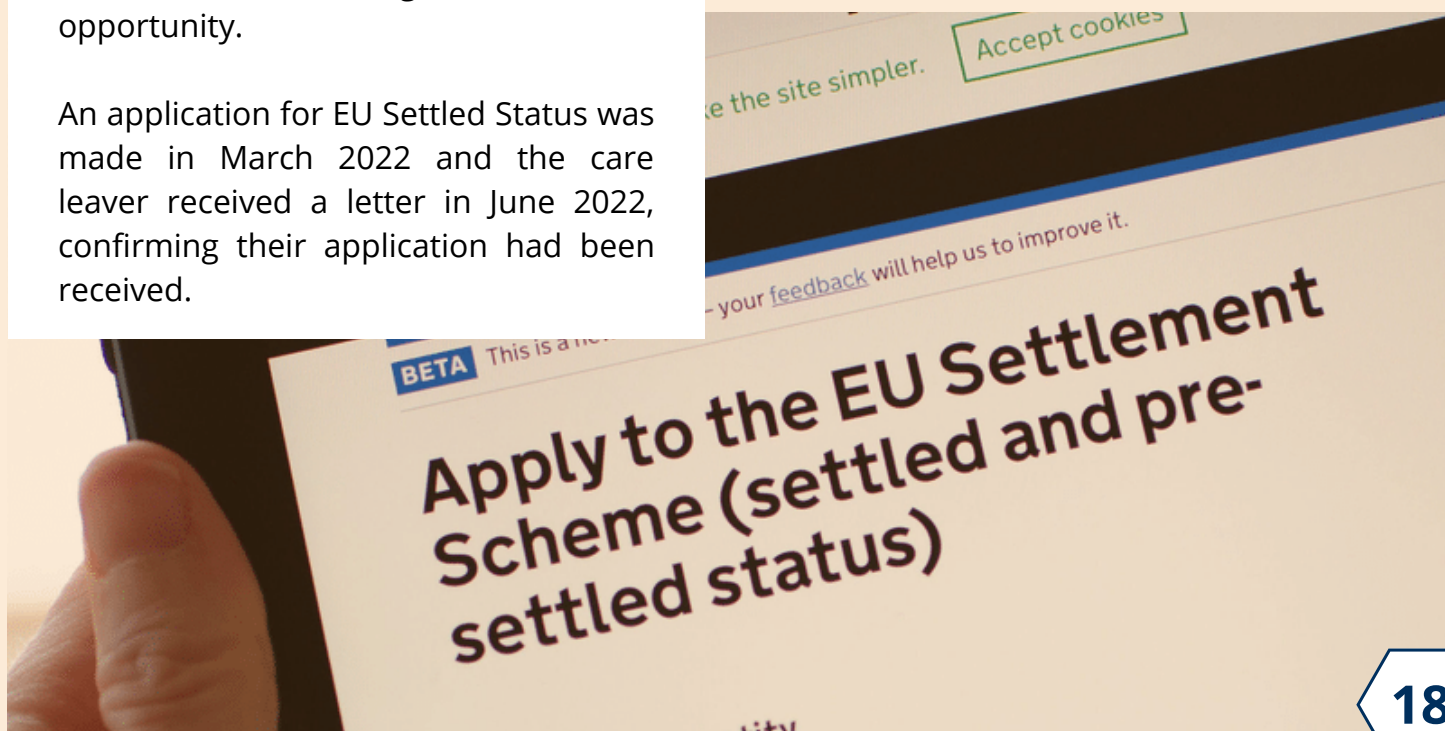 opportunity.
An application for EU Settled Status was
made in March 2022 and the care
leaver received a letter in June 2022,
confirming their application had been
received.
Accept cookies
ke the site simpler.
– your feedback will help us to improve it.
BETA This is a
Apply to the EU Settlement
Scheme (settled and pre-
settled status)
18